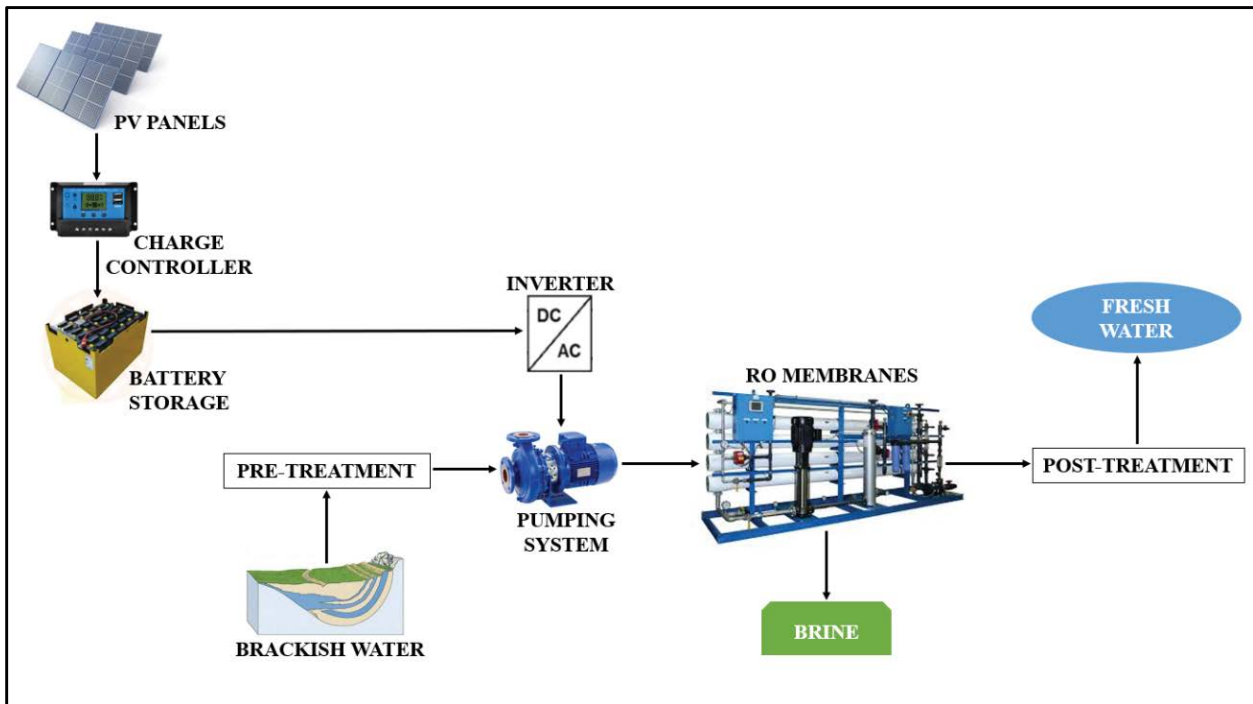 PV PANELS
CHARGE
CONTROLLER
BATTERY
STORAGE
INVERTER
DC
AC
PRE-TREATMENT
BRACKISH WATER
PUMPING
SYSTEM
RO MEMBRANES
BRINE
POST-TREATMENT
FRESH
WATER